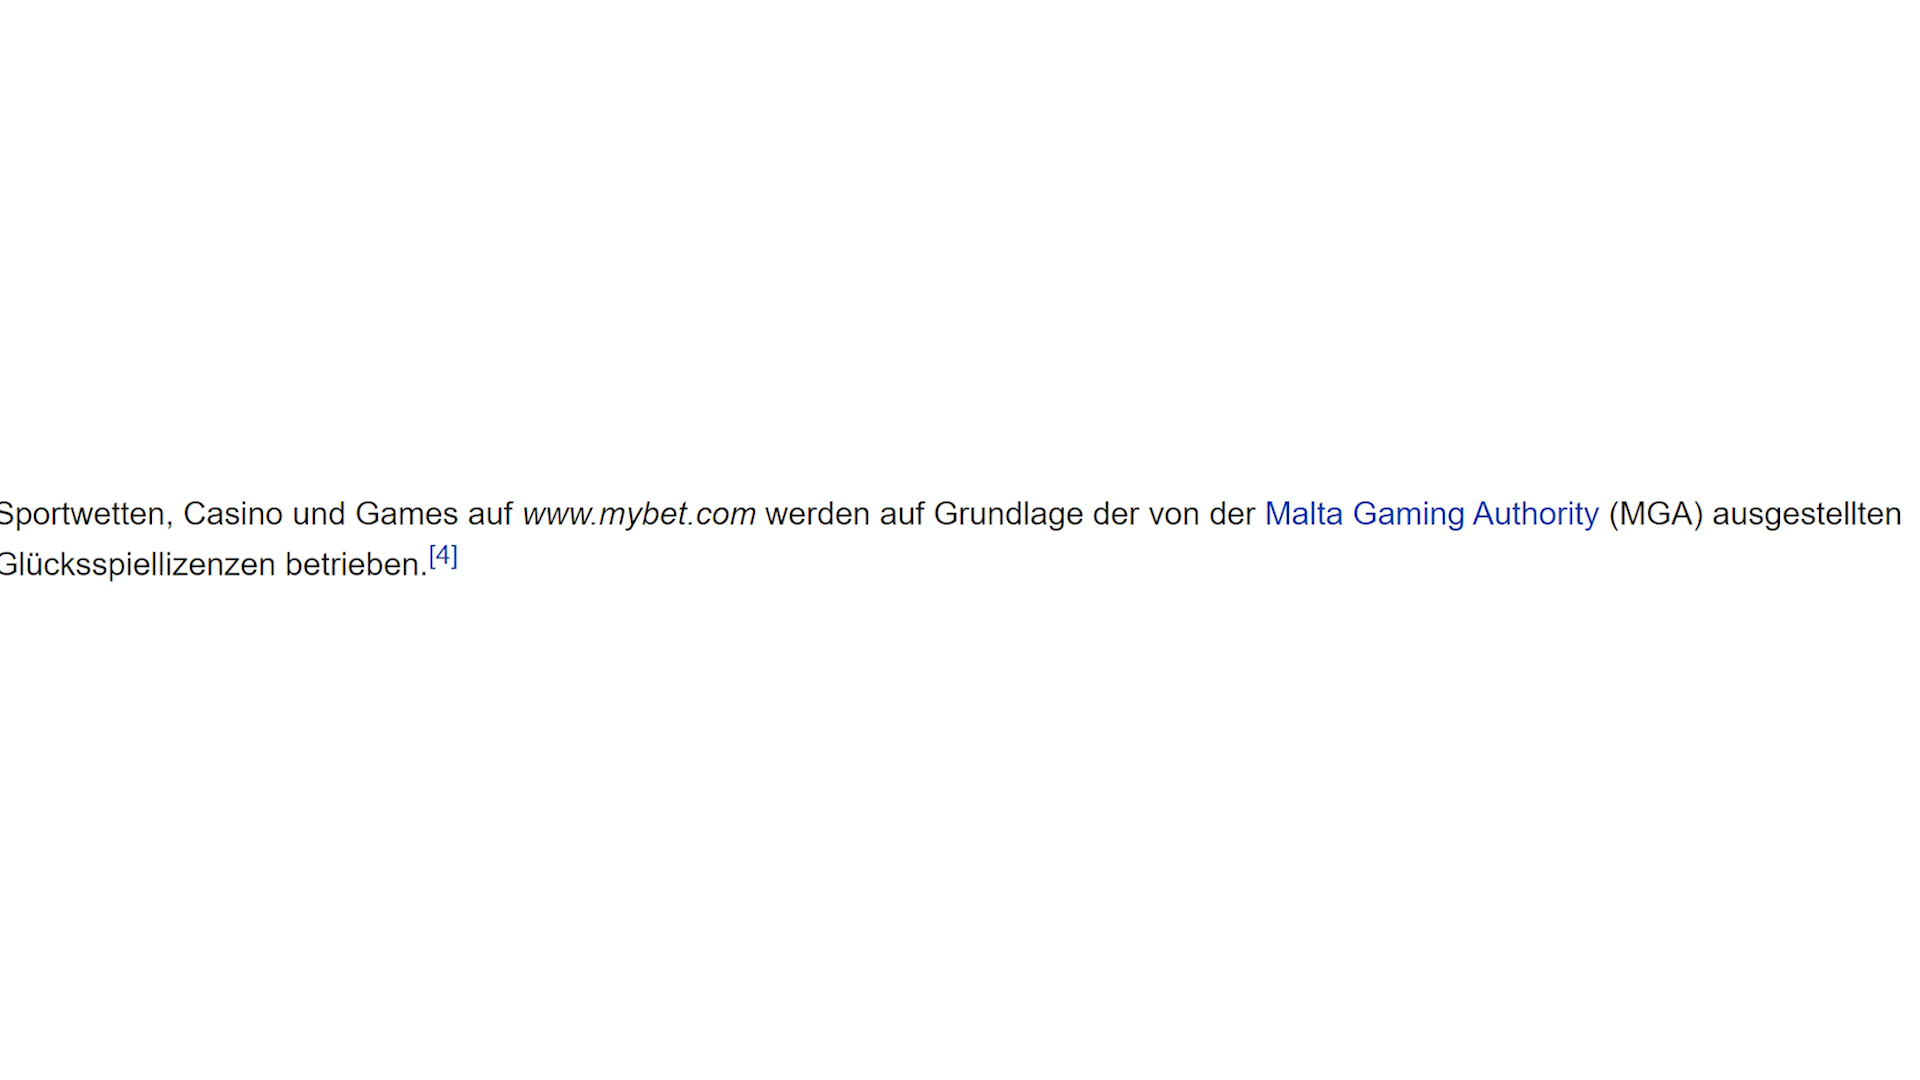 Sportwetten, Casino und Games auf www.mybet.com werden auf Grundlage der von der Malta Gaming Authority (MGA) ausgestellten
Glücksspiellizenzen betrieben.[4]